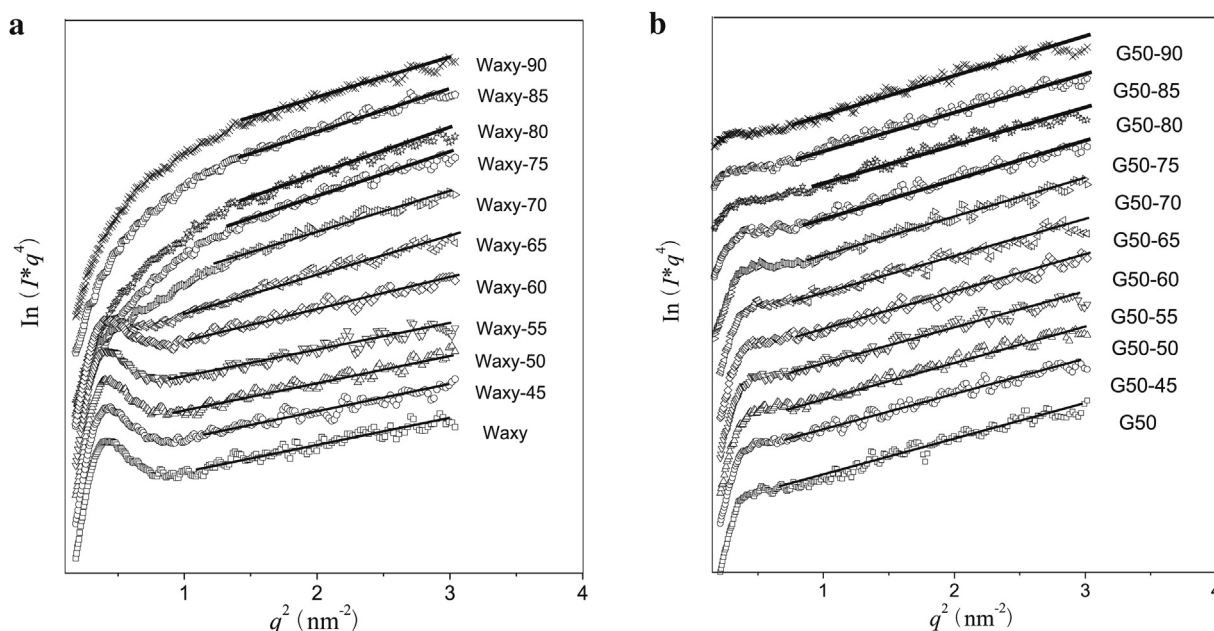 a
Waxy-90
Waxy-85
Waxy-80
Waxy-75
Waxy-70
Waxy-65
Waxy-60
Waxy-55
Waxy-50
Waxy-45
Waxy
In (I*q⁴)
1 2 3 4
q² (nm⁻²)
b
G50-90
G50-85
G50-80
G50-75
G50-70
G50-65
G50-60
G50-55
G50-50
G50-45
G50
In (I*q⁴)
1 2 3 4
q² (nm⁻²)